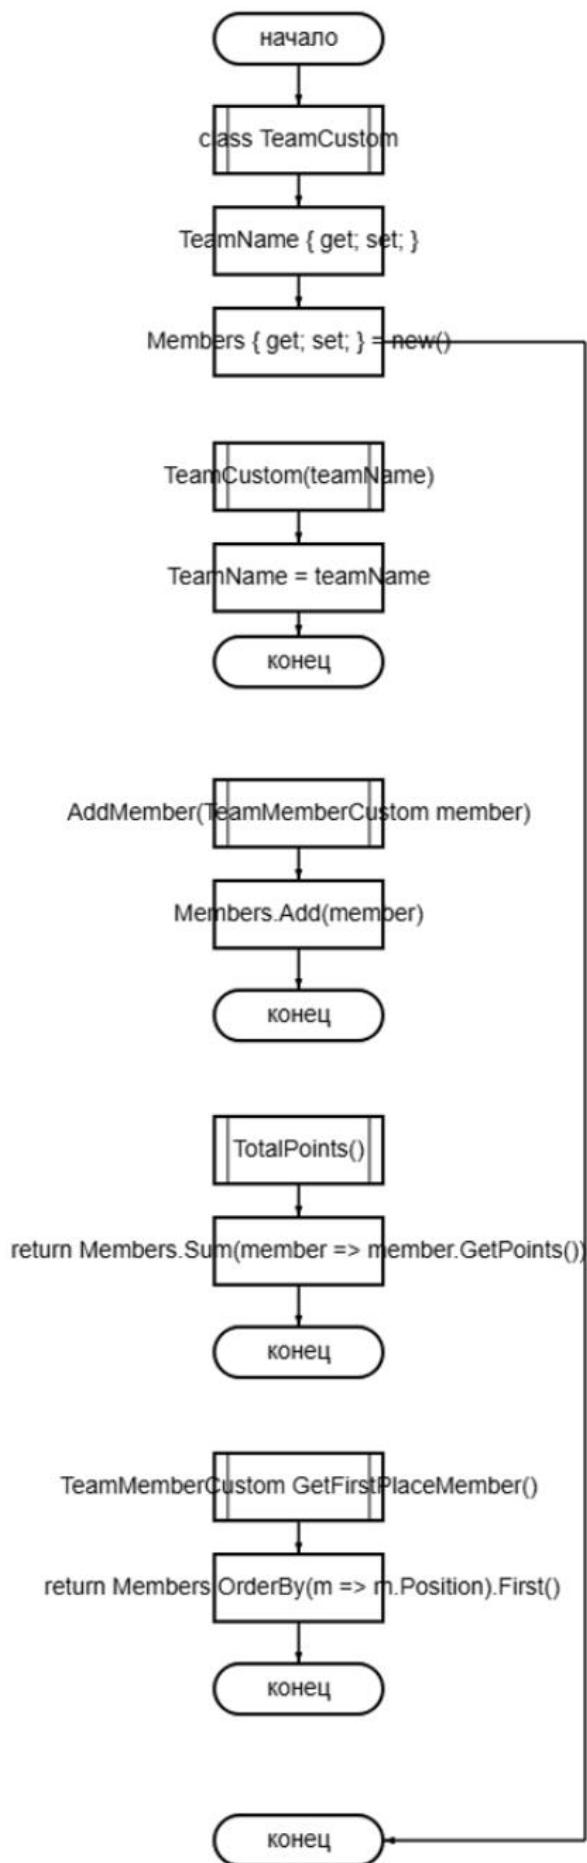 начало
class TeamCustom
TeamName { get; set; }
Members { get; set; } = new()
TeamCustom(teamName)
TeamName = teamName
конец
AddMember(TeamMemberCustom member)
Members.Add(member)
конец
TotalPoints()
return Members.Sum(member => member.GetPoints())
конец
TeamMemberCustom GetFirstPlaceMember()
return Members.OrderBy(m => m.Position).First()
конец
конец